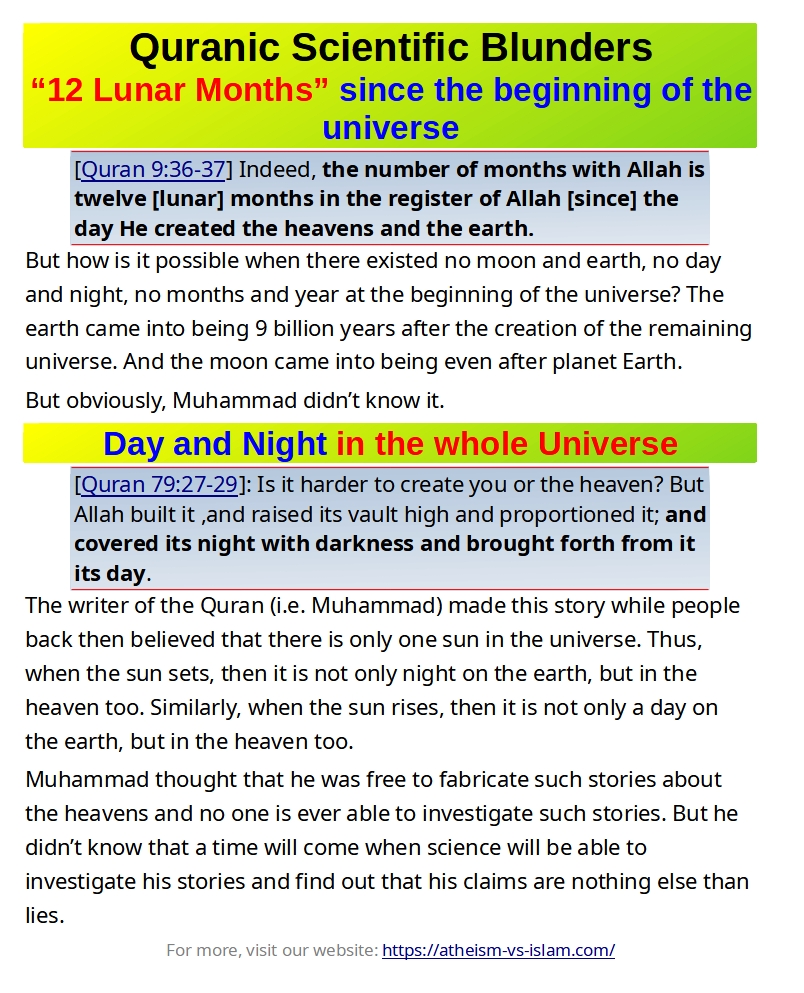 Quranic Scientific Blunders
“12 Lunar Months” since the beginning of the
universe
[Quran 9:36-37] Indeed, the number of months with Allah is
twelve [lunar] months in the register of Allah [since] the
day He created the heavens and the earth.
But how is it possible when there existed no moon and earth, no day
and night, no months and year at the beginning of the universe? The
earth came into being 9 billion years after the creation of the remaining
universe. And the moon came into being even after planet Earth.
But obviously, Muhammad didn’t know it.
Day and Night in the whole Universe
[Quran 79:27-29]: Is it harder to create you or the heaven? But
Allah built it ,and raised its vault high and proportioned it; and
covered its night with darkness and brought forth from it
its day.
The writer of the Quran (i.e. Muhammad) made this story while people
back then believed that there is only one sun in the universe. Thus,
when the sun sets, then it is not only night on the earth, but in the
heaven too. Similarly, when the sun rises, then it is not only a day on
the earth, but in the heaven too.
Muhammad thought that he was free to fabricate such stories about
the heavens and no one is ever able to investigate such stories. But he
didn’t know that a time will come when science will be able to
investigate his stories and find out that his claims are nothing else than
lies.
For more, visit our website: https://atheism-vs-islam.com/